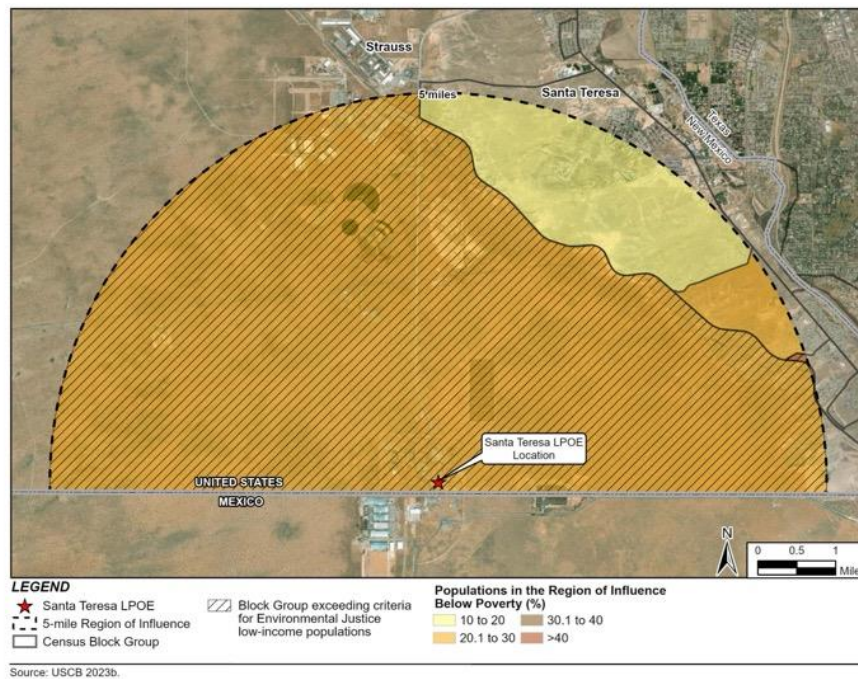 Strauss
5 miles
Santa Teresa
Texas
New Mexico
Santa Teresa LPOE
Location
UNITED STATES
MEXICO
N
0 0.5 1
Mile
LEGEND
Santa Teresa LPOE
5-mile Region of Influence
Census Block Group
Block Group exceeding criteria
for Environmental Justice
low-income populations
Populations in the Region of Influence
Below Poverty (%)
10 to 20
30.1 to 40
20.1 to 30
>40
Source: USCB 2023b.